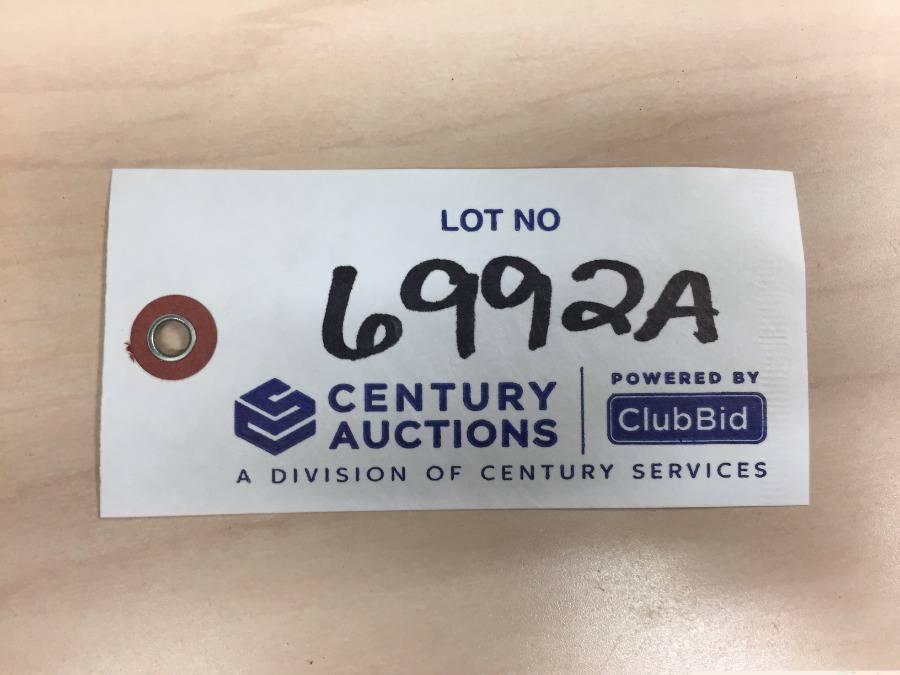 LOT NO
6992A
CENTURY
AUCTIONS
POWERED BY
ClubBid
A DIVISION OF CENTURY SERVICES